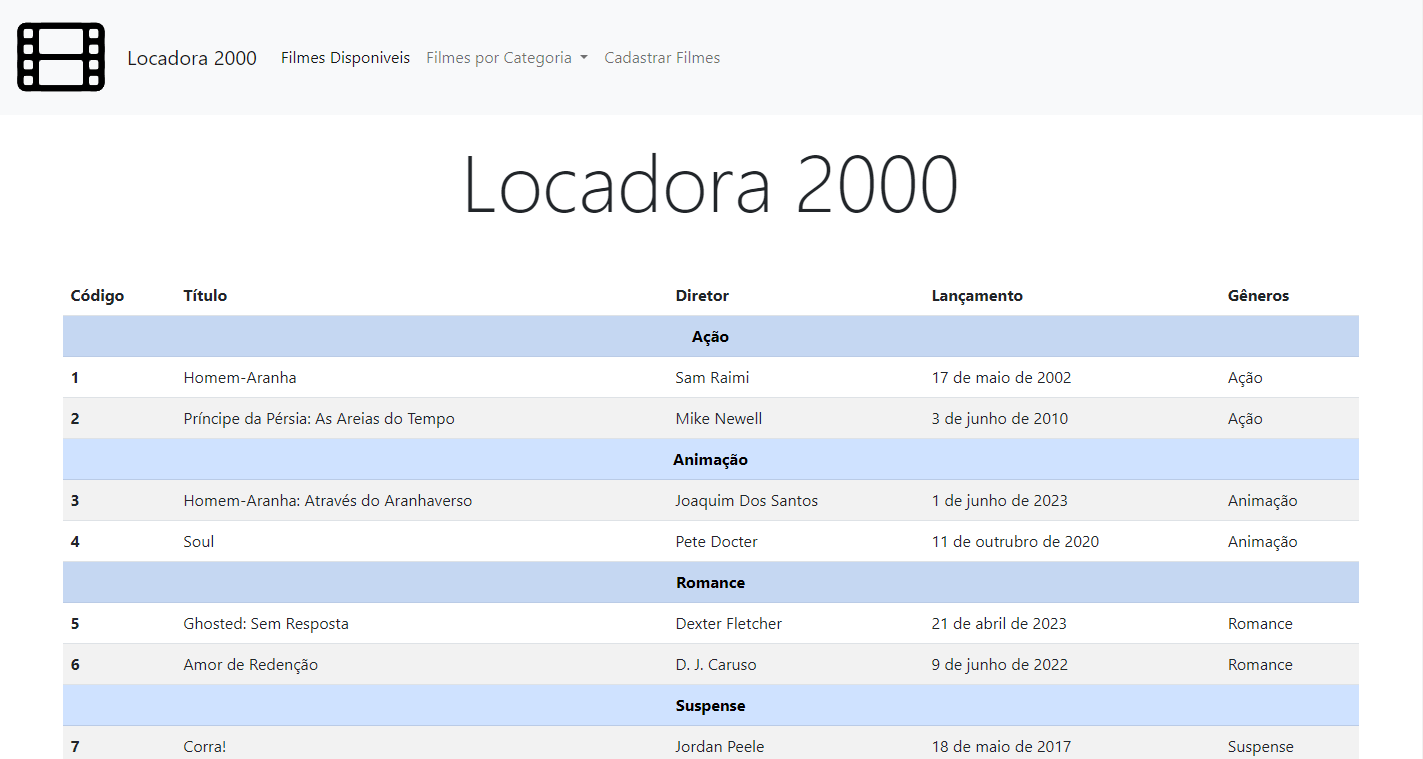 Locadora 2000 Filmes Disponiveis Filmes por Categoria Cadastrar Filmes
Locadora 2000
Código Título Diretor Lançamento Gêneros
Ação
1 Homem-Aranha Sam Raimi 17 de maio de 2002 Ação
2 Príncipe da Pérsia: As Areias do Tempo Mike Newell 3 de junho de 2010 Ação
Animação
3 Homem-Aranha: Através do Aranhaverso Joaquim Dos Santos 1 de junho de 2023 Animação
4 Soul Pete Docter 11 de outrubro de 2020 Animação
Romance
5 Ghosted: Sem Resposta Dexter Fletcher 21 de abril de 2023 Romance
6 Amor de Redenção D. J. Caruso 9 de junho de 2022 Romance
Suspense
7 Corra! Jordan Peele 18 de maio de 2017 Suspense